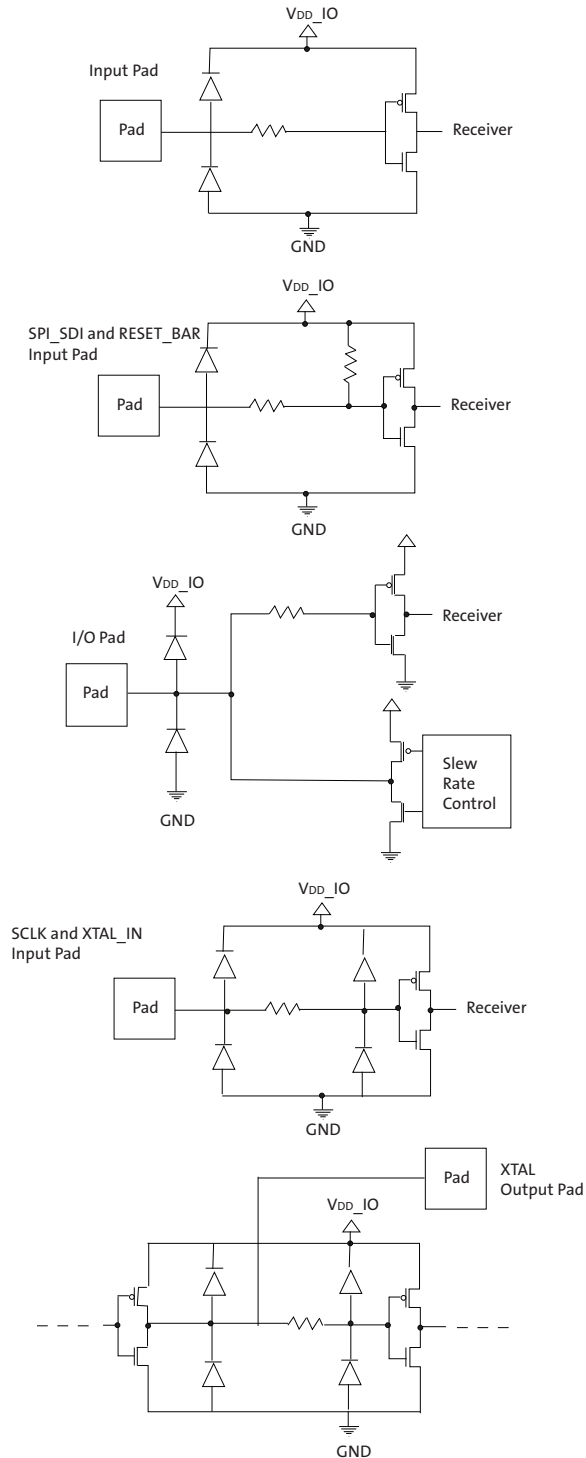 VDD_IO
Input Pad
Pad
Receiver
GND
VDD_IO
SPI_SDI and RESET_BAR
Input Pad
Pad
Receiver
GND
VDD_IO
I/O Pad
Pad
Receiver
Slew
Rate
Control
GND
VDD_IO
SCLK and XTAL_IN
Input Pad
Pad
Receiver
GND
Pad
XTAL
Output Pad
VDD_IO
GND